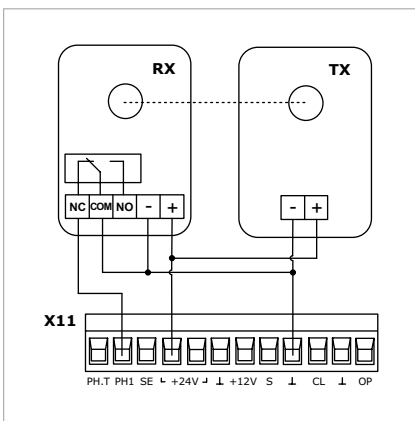 RX TX
NC COM NO - + - +
X11
PH.T PH1 SE ┕ +24V ┙ ⊥ +12V S ⊥ CL ⊥ OP